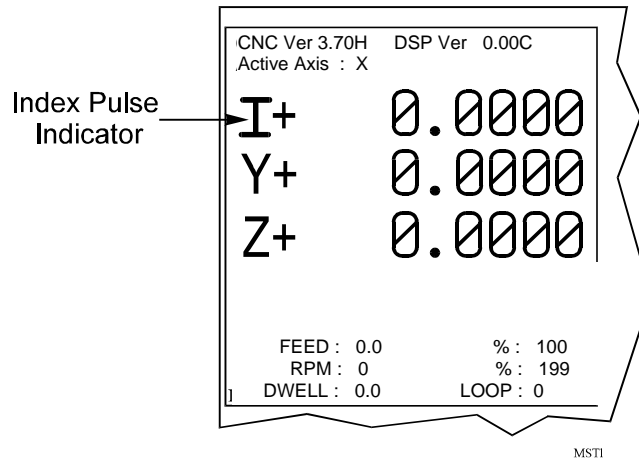 CNC Ver 3.70H DSP Ver 0.00C
Active Axis : X
Index Pulse
Indicator
I+ 0.0000
Y+ 0.0000
Z+ 0.0000
FEED : 0.0 % : 100
RPM : 0 % : 199
DWELL : 0.0 LOOP : 0